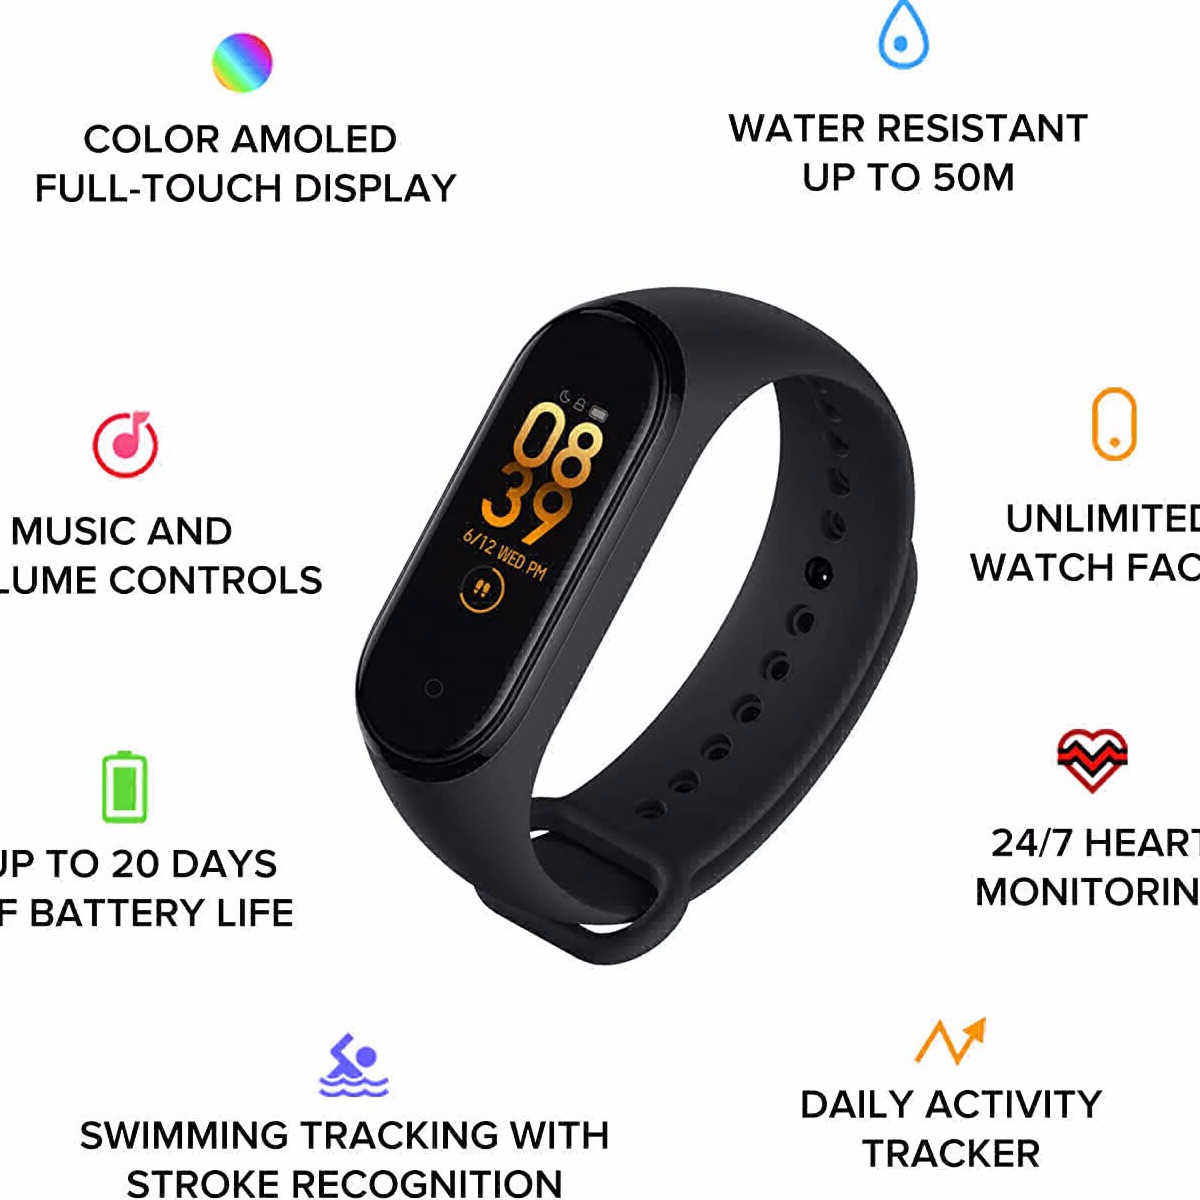 COLOR AMOLED
FULL-TOUCH DISPLAY
WATER RESISTANT
UP TO 50M
08
39
6/12 WED PM
MUSIC AND
LUME CONTROLS
UNLIMITED
WATCH FAC
UP TO 20 DAYS
F BATTERY LIFE
24/7 HEART
MONITORIN
SWIMMING TRACKING WITH
STROKE RECOGNITION
DAILY ACTIVITY
TRACKER